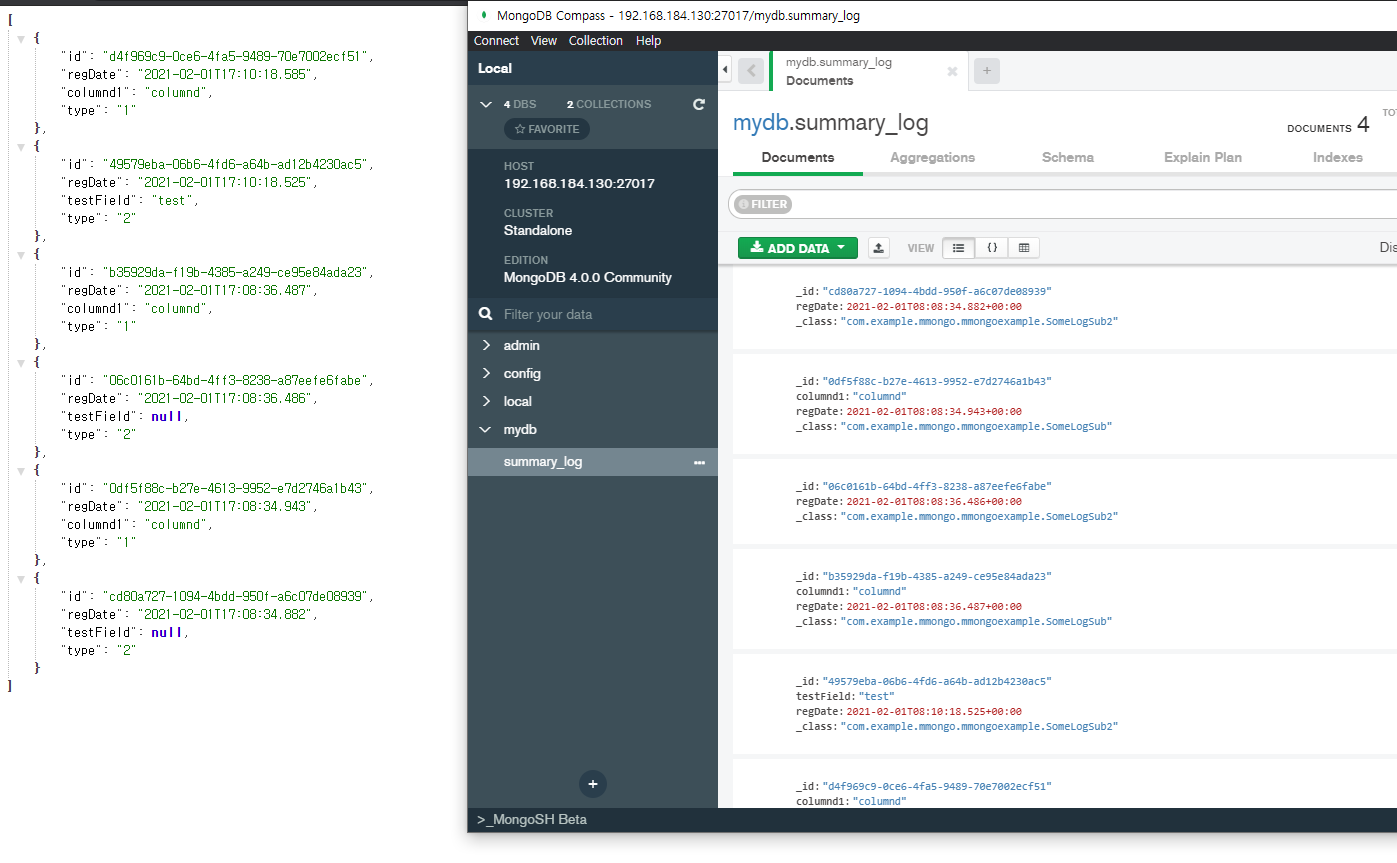 [
{
"id": "d4f969c9-0ce6-4fa5-9489-70e7002ecf51",
"regDate": "2021-02-01T17:10:18.585",
"columnd1": "columnd",
"type": "1"
},
{
"id": "49579eba-06b6-4fd6-a64b-ad12b4230ac5",
"regDate": "2021-02-01T17:10:18.525",
"testField": "test",
"type": "2"
},
{
"id": "b35929da-f19b-4385-a249-ce95e84ada23",
"regDate": "2021-02-01T17:08:36.487",
"columnd1": "columnd",
"type": "1"
},
{
"id": "06c0161b-64bd-4ff3-8238-a87eefe6fabe",
"regDate": "2021-02-01T17:08:36.486",
"testField": null,
"type": "2"
},
{
"id": "0df5f88c-b27e-4613-9952-e7d2746a1b43",
"regDate": "2021-02-01T17:08:34.943",
"columnd1": "columnd",
"type": "1"
},
{
"id": "cd80a727-1094-4bdd-950f-a6c07de08939",
"regDate": "2021-02-01T17:08:34.882",
"testField": null,
"type": "2"
}
]
MongoDB Compass - 192.168.184.130:27017/mydb.summary_log
Connect View Collection Help
Local
4 DBS 2 COLLECTIONS
FAVORITE
HOST
192.168.184.130:27017
CLUSTER
Standalone
EDITION
MongoDB 4.0.0 Community
Filter your data
admin
config
local
mydb
summary_log
>_MongoSH Beta
mydb.summary_log
Documents
mydb.summary_log
DOCUMENTS 4 TO
Documents Aggregations Schema Explain Plan Indexes
FILTER
ADD DATA VIEW {} Dis
_id: "cd80a727-1094-4bdd-950f-a6c07de08939"
regDate: 2021-02-01T08:08:34.882+00:00
_class: "com.example.mmongo.mmongoexample.SomeLogSub2"
_id: "0df5f88c-b27e-4613-9952-e7d2746a1b43"
columnd1: "columnd"
regDate: 2021-02-01T08:08:34.943+00:00
_class: "com.example.mmongo.mmongoexample.SomeLogSub"
_id: "06c0161b-64bd-4ff3-8238-a87eefe6fabe"
regDate: 2021-02-01T08:08:36.486+00:00
_class: "com.example.mmongo.mmongoexample.SomeLogSub2"
_id: "b35929da-f19b-4385-a249-ce95e84ada23"
columnd1: "columnd"
regDate: 2021-02-01T08:08:36.487+00:00
_class: "com.example.mmongo.mmongoexample.SomeLogSub"
_id: "49579eba-06b6-4fd6-a64b-ad12b4230ac5"
testField: "test"
regDate: 2021-02-01T08:10:18.525+00:00
_class: "com.example.mmongo.mmongoexample.SomeLogSub2"
_id: "d4f969c9-0ce6-4fa5-9489-70e7002ecf51"
columnd1: "columnd"